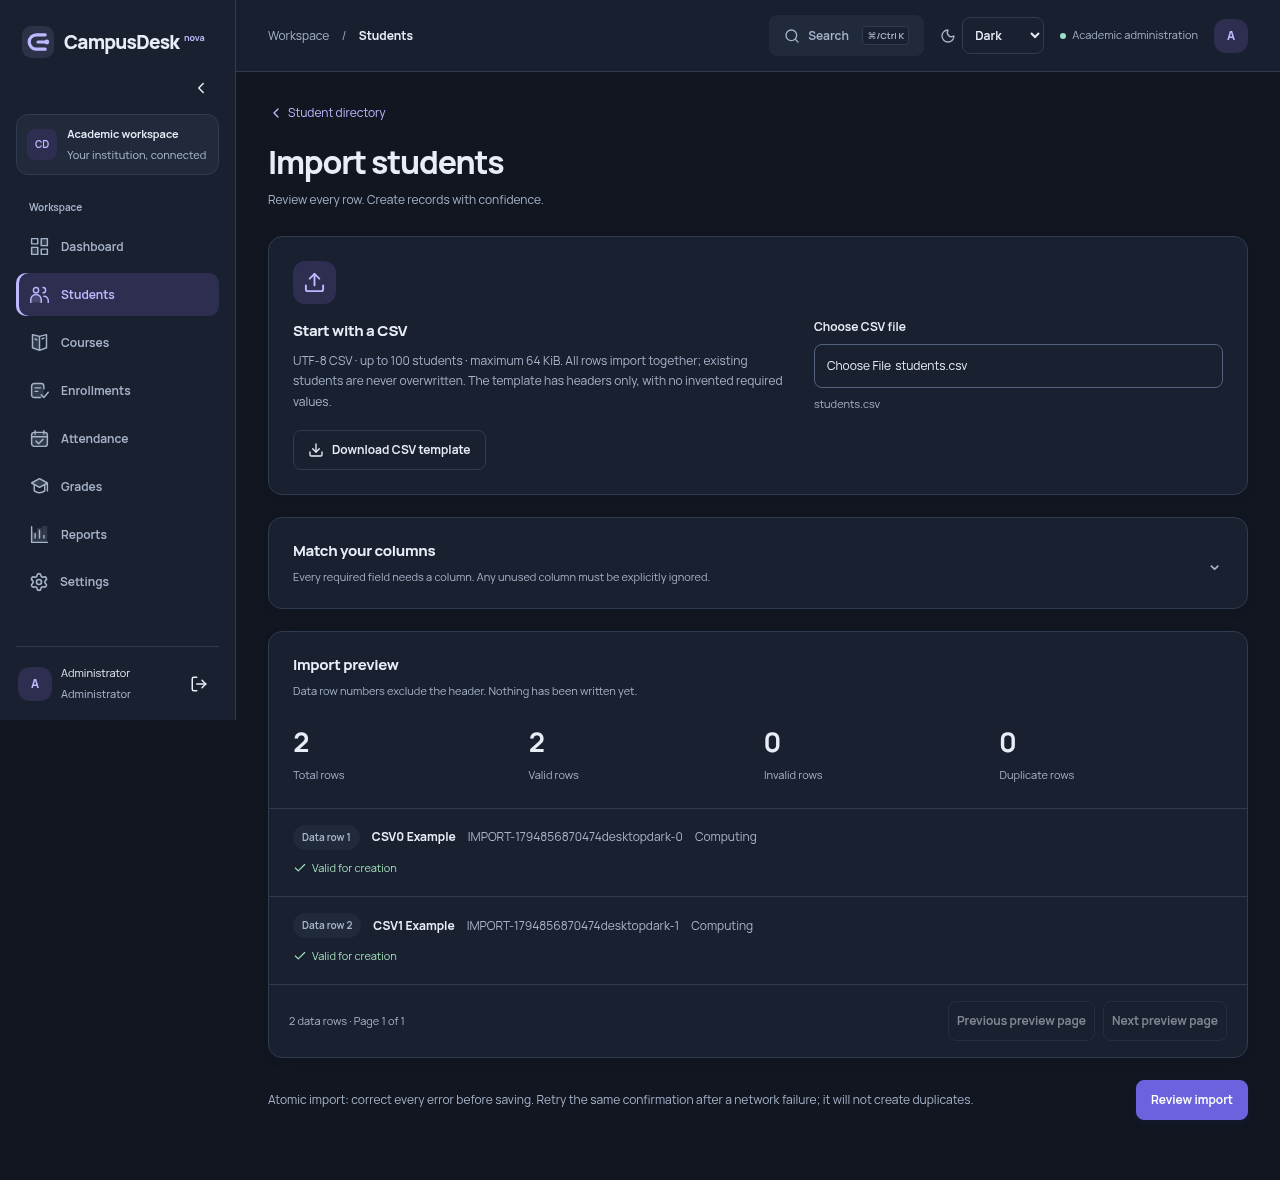 CampusDesk nova
CD
Academic workspace
Your institution, connected
Workspace
Dashboard
Students
Courses
Enrollments
Attendance
Grades
Reports
Settings
A
Administrator
Administrator
Workspace / Students
Search ⌘/Ctrl K
Dark
Academic administration
A
Student directory
Import students
Review every row. Create records with confidence.
Start with a CSV
UTF-8 CSV · up to 100 students · maximum 64 KiB. All rows import together; existing
students are never overwritten. The template has headers only, with no invented required
values.
Download CSV template
Choose CSV file
Choose File students.csv
students.csv
Match your columns
Every required field needs a column. Any unused column must be explicitly ignored.
Import preview
Data row numbers exclude the header. Nothing has been written yet.
2 2 0 0
Total rows Valid rows Invalid rows Duplicate rows
Data row 1 CSV0 Example IMPORT-1794856870474desktopdark-0 Computing
Valid for creation
Data row 2 CSV1 Example IMPORT-1794856870474desktopdark-1 Computing
Valid for creation
2 data rows · Page 1 of 1
Previous preview page Next preview page
Atomic import: correct every error before saving. Retry the same confirmation after a network failure; it will not create duplicates.
Review import